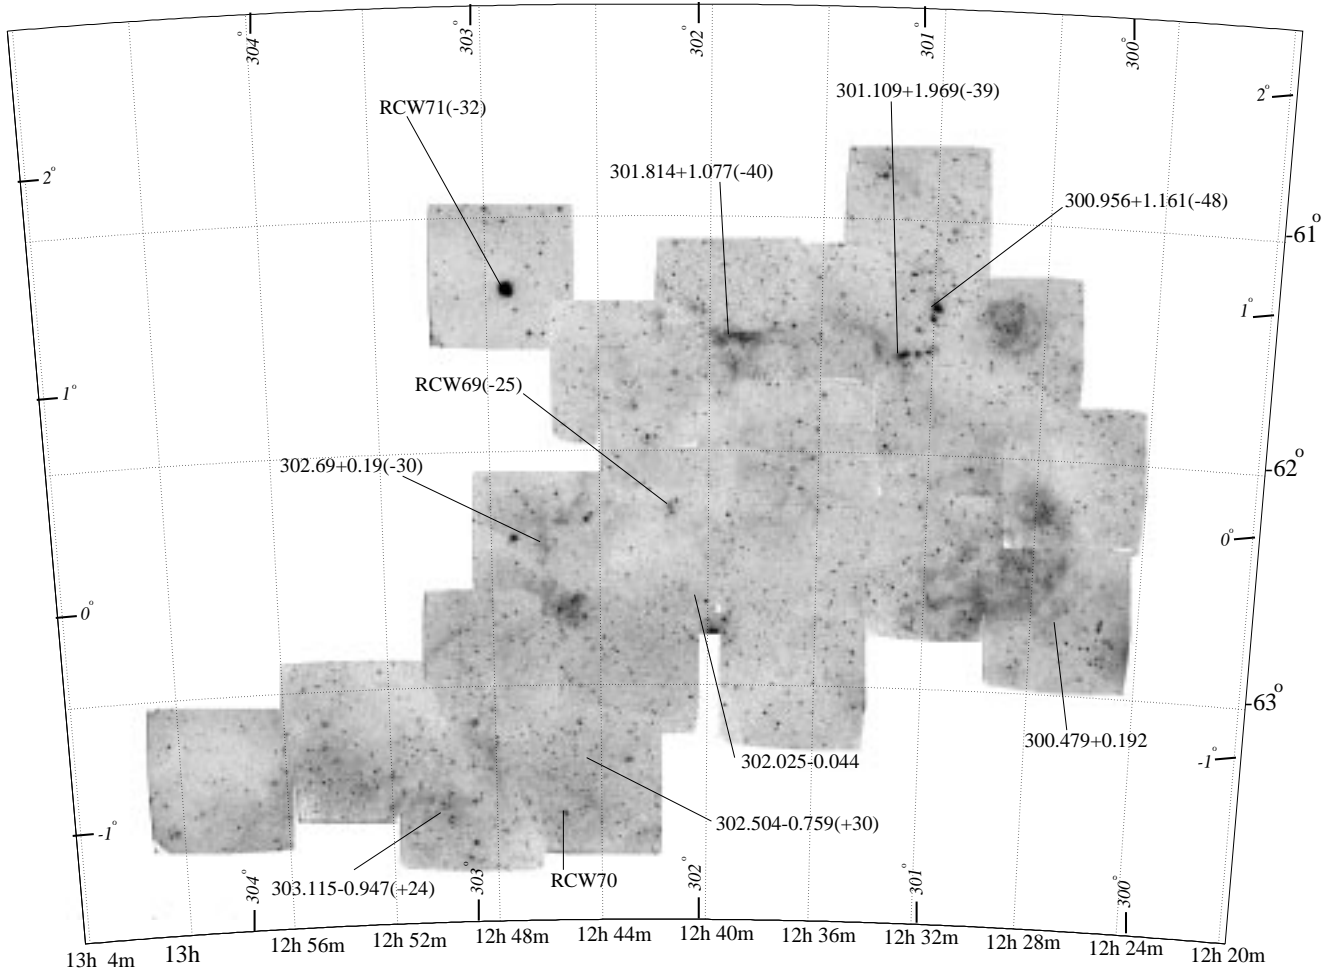 304°
303°
302°
301°
300°
2°
301.109+1.969(-39)
RCW71(-32)
301.814+1.077(-40)
2°
300.956+1.161(-48)
-61°
1°
RCW69(-25)
1°
302.69+0.19(-30)
-62°
0°
0°
-63°
300.479+0.192
302.025-0.044
-1°
302.504-0.759(+30)
-1°
303.115-0.947(+24)
RCW70
304°
303°
302°
301°
300°
13h 4m
13h
12h 56m
12h 52m
12h 48m
12h 44m
12h 40m
12h 36m
12h 32m
12h 28m
12h 24m
12h 20m